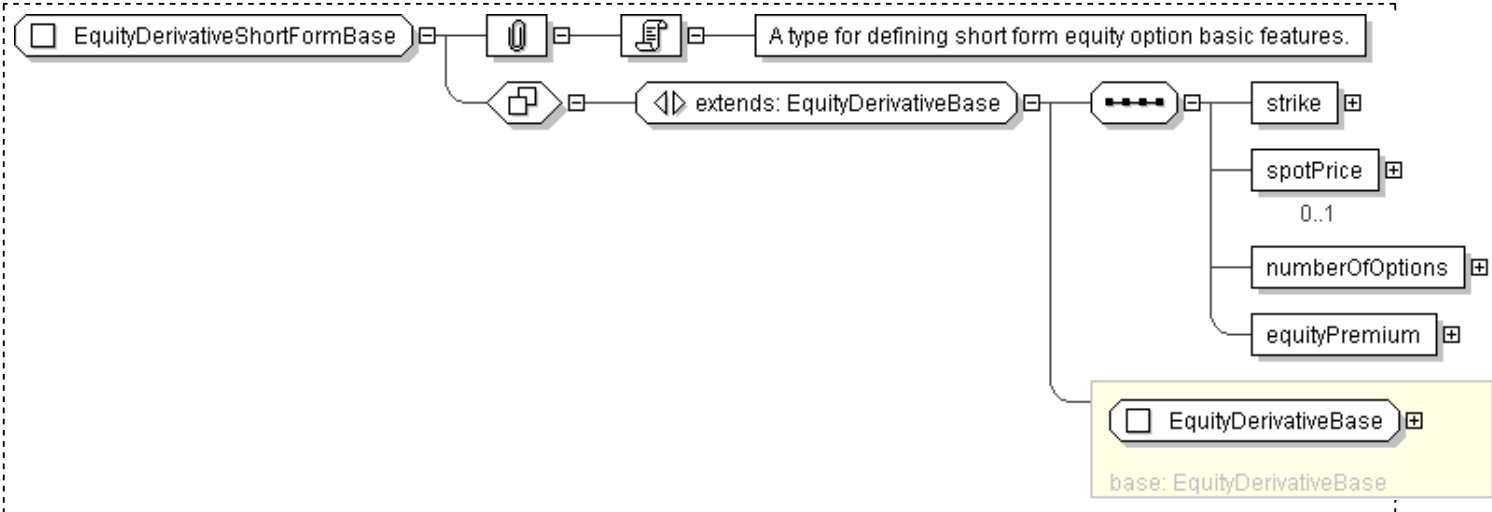 EquityDerivativeShortFormBase
A type for defining short form equity option basic features.
extends: EquityDerivativeBase
strike
spotPrice
0..1
numberOfOptions
equityPremium
EquityDerivativeBase
base: EquityDerivativeBase